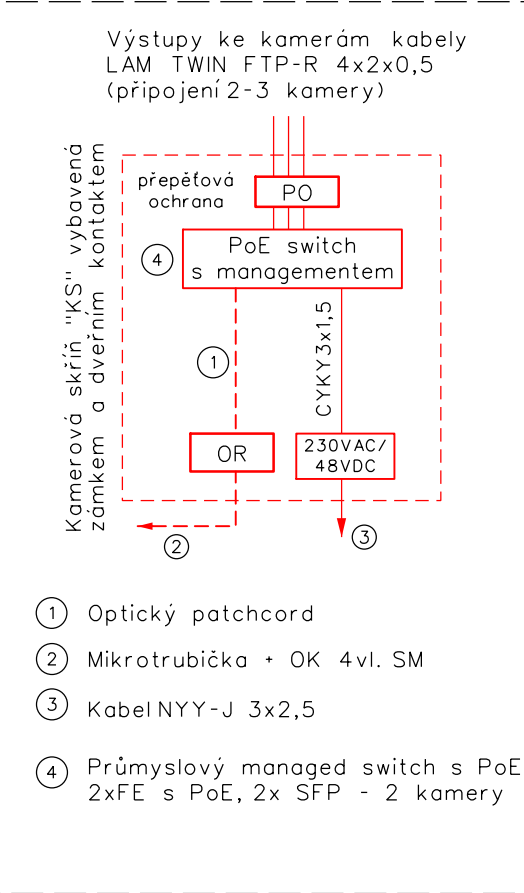 Výstupy ke kamerám kabely
LAM TWIN FTP-R 4x2x0,5
(připojení 2-3 kamery)
Kamerová skříň "KS" vybavená
zámkem a dveřním kontaktem
přepěťová
ochrana
PO
4
PoE switch
s managementem
1
CYKY3x1,5
OR
230VAC/
48VDC
2
3
1 Optický patchcord
2 Mikrotrubička + OK 4vl. SM
3 Kabel NYY-J 3x2,5
4 Průmyslový managed switch s PoE
2xFE s PoE, 2x SFP - 2 kamery